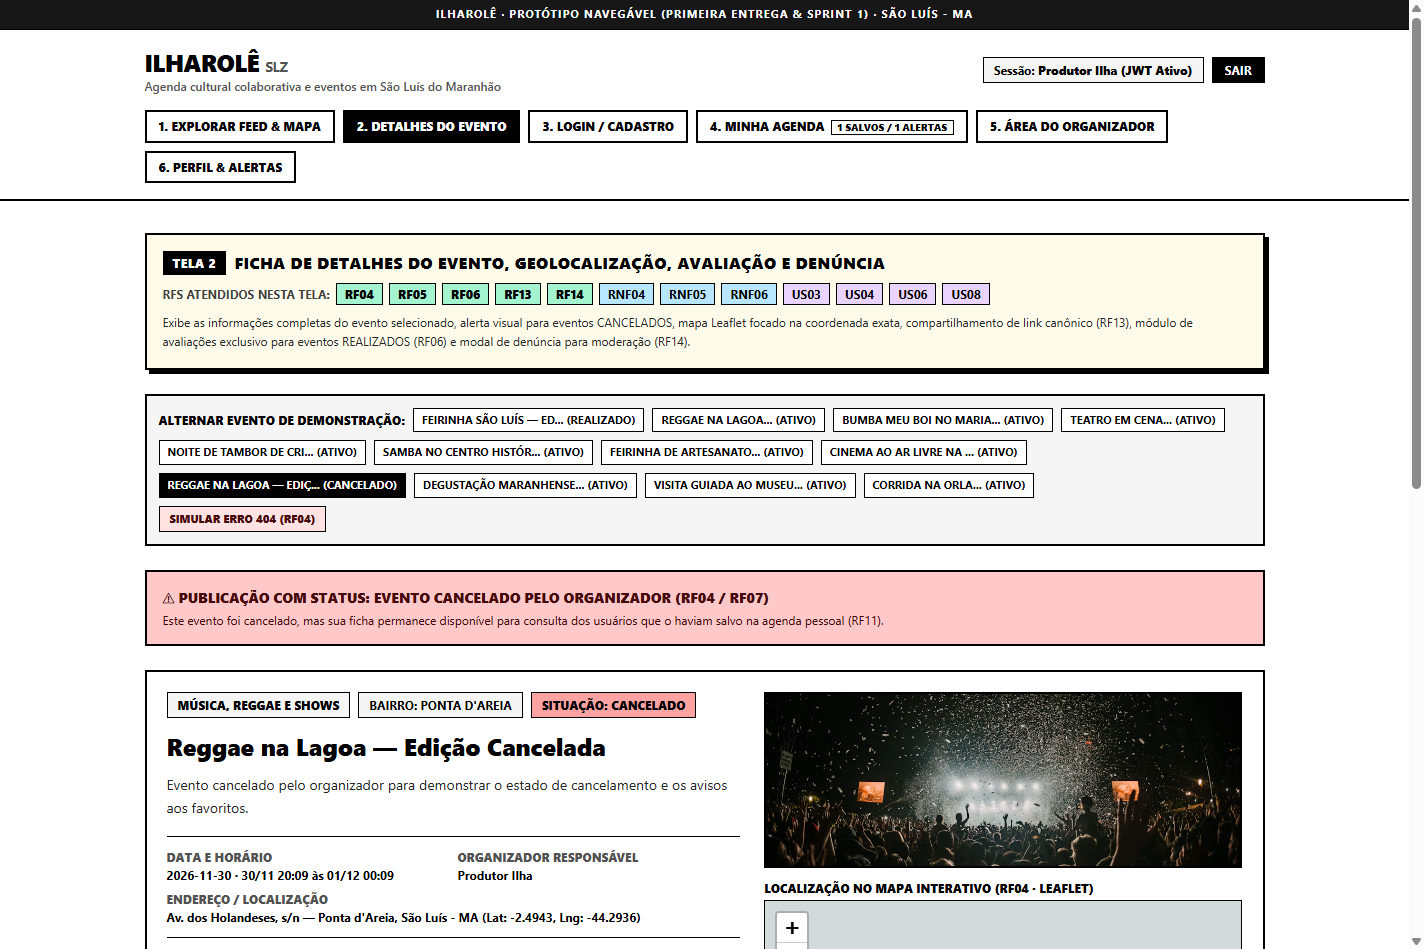 ILHAROLÊ · PROTÓTIPO NAVEGÁVEL (PRIMEIRA ENTREGA & SPRINT 1) · SÃO LUÍS - MA
ILHAROLÊ SLZ
Agenda cultural colaborativa e eventos em São Luís do Maranhão
Sessão: Produtor Ilha (JWT Ativo)
SAIR
1. EXPLORAR FEED & MAPA
2. DETALHES DO EVENTO
3. LOGIN / CADASTRO
4. MINHA AGENDA 1 SALVOS / 1 ALERTAS
5. ÁREA DO ORGANIZADOR
6. PERFIL & ALERTAS
TELA 2 FICHA DE DETALHES DO EVENTO, GEOLOCALIZAÇÃO, AVALIAÇÃO E DENÚNCIA
RFS ATENDIDOS NESTA TELA: RF04 RF05 RF06 RF13 RF14 RNF04 RNF05 RNF06 US03 US04 US06 US08
Exibe as informações completas do evento selecionado, alerta visual para eventos CANCELADOS, mapa Leaflet focado na coordenada exata, compartilhamento de link canônico (RF13), módulo de
avaliações exclusivo para eventos REALIZADOS (RF06) e modal de denúncia para moderação (RF14).
ALTERNAR EVENTO DE DEMONSTRAÇÃO: FEIRINHA SÃO LUÍS — ED... (REALIZADO) REGGAE NA LAGOA... (ATIVO) BUMBA MEU BOI NO MARIA... (ATIVO) TEATRO EM CENA... (ATIVO)
NOITE DE TAMBOR DE CRI... (ATIVO) SAMBA NO CENTRO HISTÓR... (ATIVO) FEIRINHA DE ARTESANATO... (ATIVO) CINEMA AO AR LIVRE NA ... (ATIVO)
REGGAE NA LAGOA — EDIÇ... (CANCELADO) DEGUSTAÇÃO MARANHENSE... (ATIVO) VISITA GUIADA AO MUSEU... (ATIVO) CORRIDA NA ORLA... (ATIVO)
SIMULAR ERRO 404 (RF04)
⚠ PUBLICAÇÃO COM STATUS: EVENTO CANCELADO PELO ORGANIZADOR (RF04 / RF07)
Este evento foi cancelado, mas sua ficha permanece disponível para consulta dos usuários que o haviam salvo na agenda pessoal (RF11).
MÚSICA, REGGAE E SHOWS
BAIRRO: PONTA D'AREIA
SITUAÇÃO: CANCELADO
Reggae na Lagoa — Edição Cancelada
Evento cancelado pelo organizador para demonstrar o estado de cancelamento e os avisos
aos favoritos.
DATA E HORÁRIO
2026-11-30 · 30/11 20:09 às 01/12 00:09
ORGANIZADOR RESPONSÁVEL
Produtor Ilha
ENDEREÇO / LOCALIZAÇÃO
Av. dos Holandeses, s/n — Ponta d'Areia, São Luís - MA (Lat: -2.4943, Lng: -44.2936)
LOCALIZAÇÃO NO MAPA INTERATIVO (RF04 · LEAFLET)
+